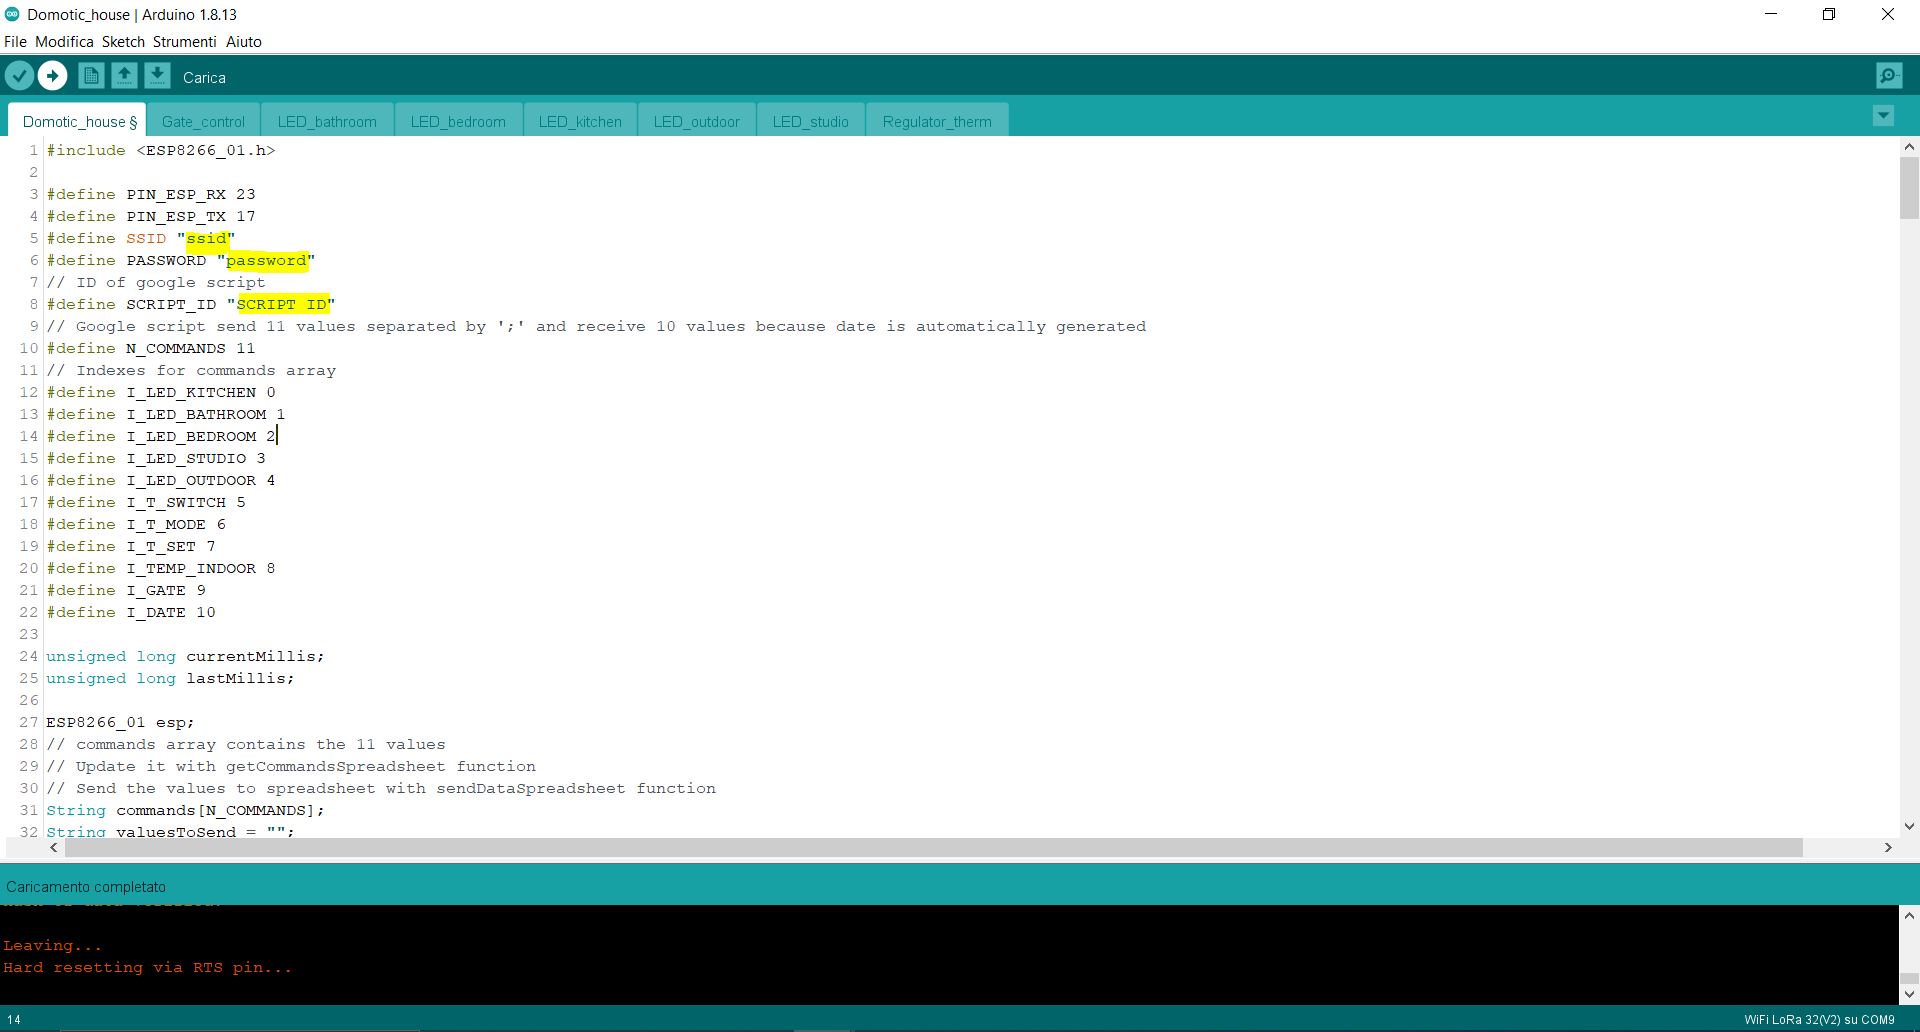 Domotic_house | Arduino 1.8.13
File Modifica Sketch Strumenti Aiuto
Carica
Domotic_house § Gate_control LED_bathroom LED_bedroom LED_kitchen LED_outdoor LED_studio Regulator_therm
1 #include <ESP8266_01.h>
2
3 #define PIN_ESP_RX 23
4 #define PIN_ESP_TX 17
5 #define SSID "ssid"
6 #define PASSWORD "password"
7 // ID of google script
8 #define SCRIPT_ID "SCRIPT ID"
9 // Google script send 11 values separated by ';' and receive 10 values because date is automatically generated
10 #define N_COMMANDS 11
11 // Indexes for commands array
12 #define I_LED_KITCHEN 0
13 #define I_LED_BATHROOM 1
14 #define I_LED_BEDROOM 2
15 #define I_LED_STUDIO 3
16 #define I_LED_OUTDOOR 4
17 #define I_T_SWITCH 5
18 #define I_T_MODE 6
19 #define I_T_SET 7
20 #define I_TEMP_INDOOR 8
21 #define I_GATE 9
22 #define I_DATE 10
23
24 unsigned long currentMillis;
25 unsigned long lastMillis;
26
27 ESP8266_01 esp;
28 // commands array contains the 11 values
29 // Update it with getCommandsSpreadsheet function
30 // Send the values to spreadsheet with sendDataSpreadsheet function
31 String commands[N_COMMANDS];
32 String valuesToSend = "";
Caricamento completato
Leaving...
Hard resetting via RTS pin...
14 WiFi LoRa 32(V2) su COM9